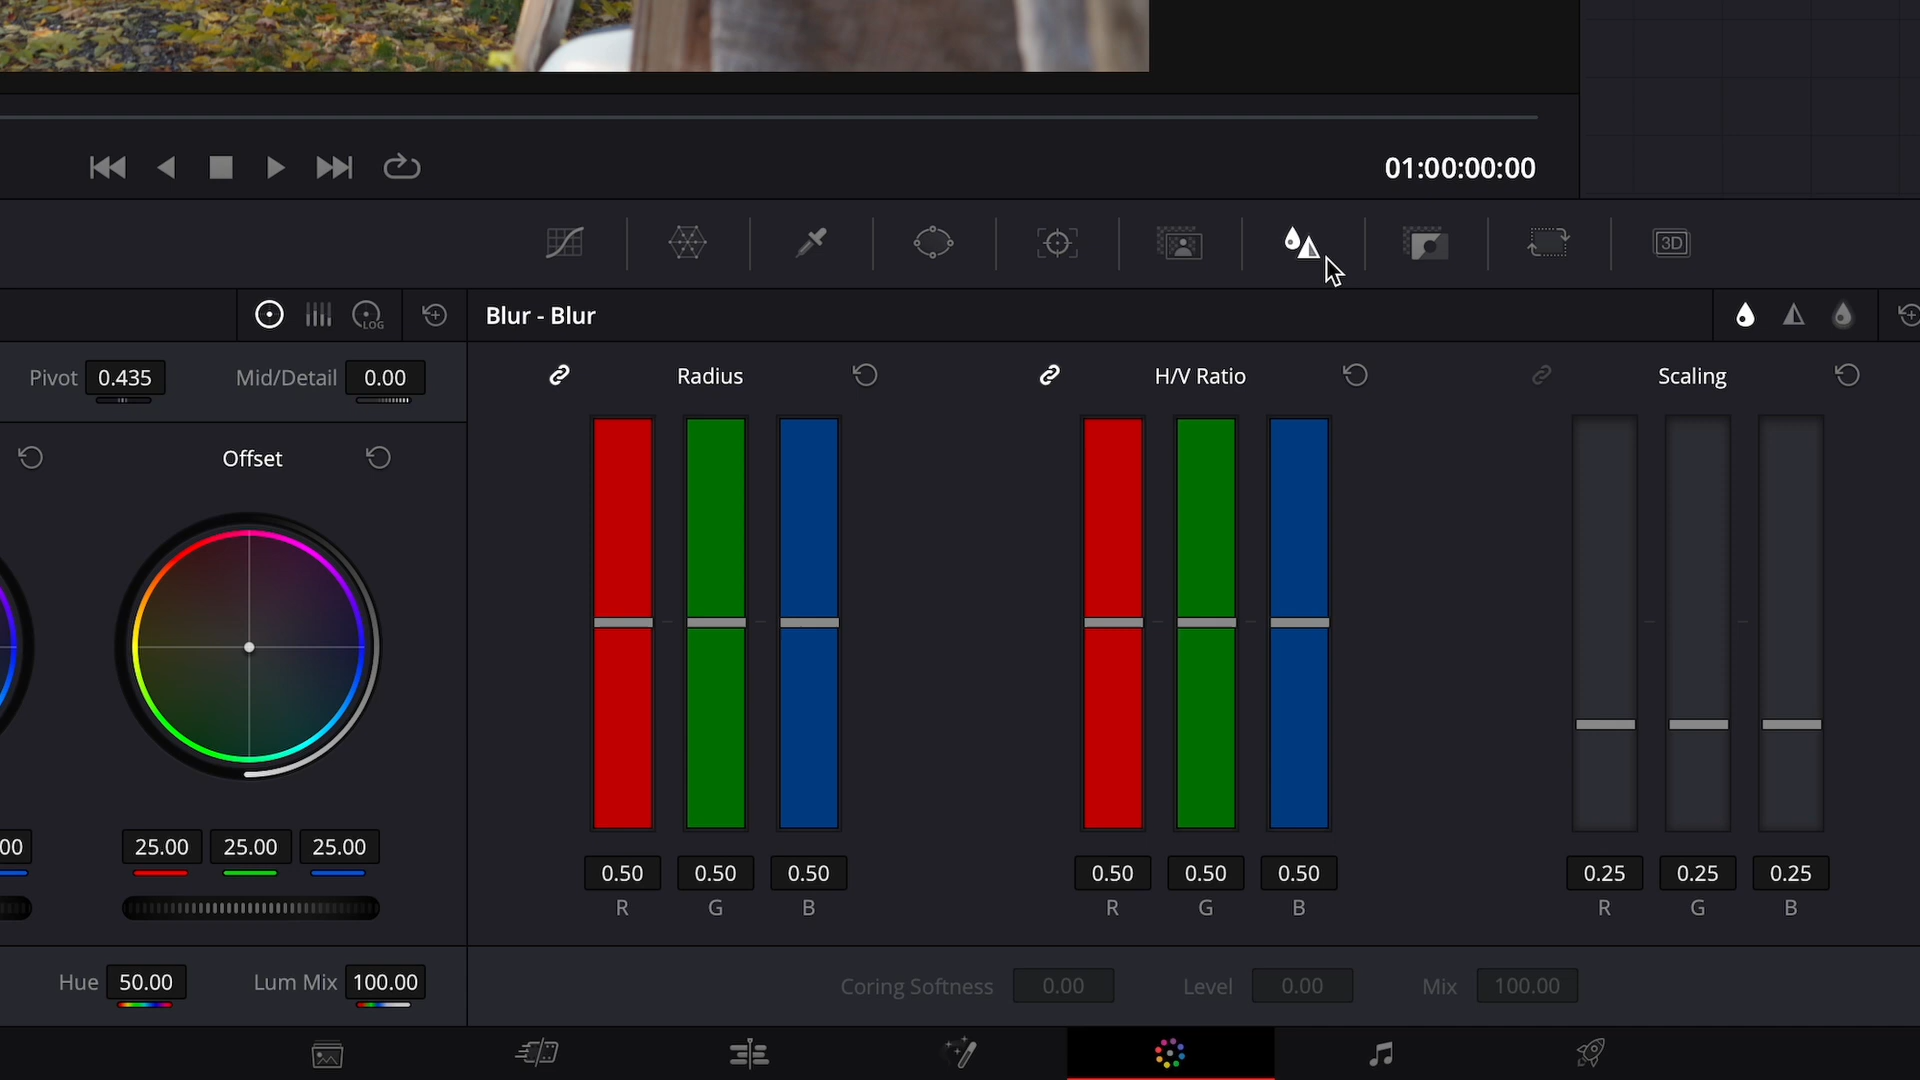 01:00:00:00
3D
LOG
Blur - Blur
Pivot 0.435 Mid/Detail 0.00
Radius
H/V Ratio
Scaling
Offset
00
25.00 25.00 25.00
0.50 0.50 0.50
R G B
0.50 0.50 0.50
R G B
0.25 0.25 0.25
R G B
Hue 50.00 Lum Mix 100.00
Coring Softness 0.00 Level 0.00 Mix 100.00